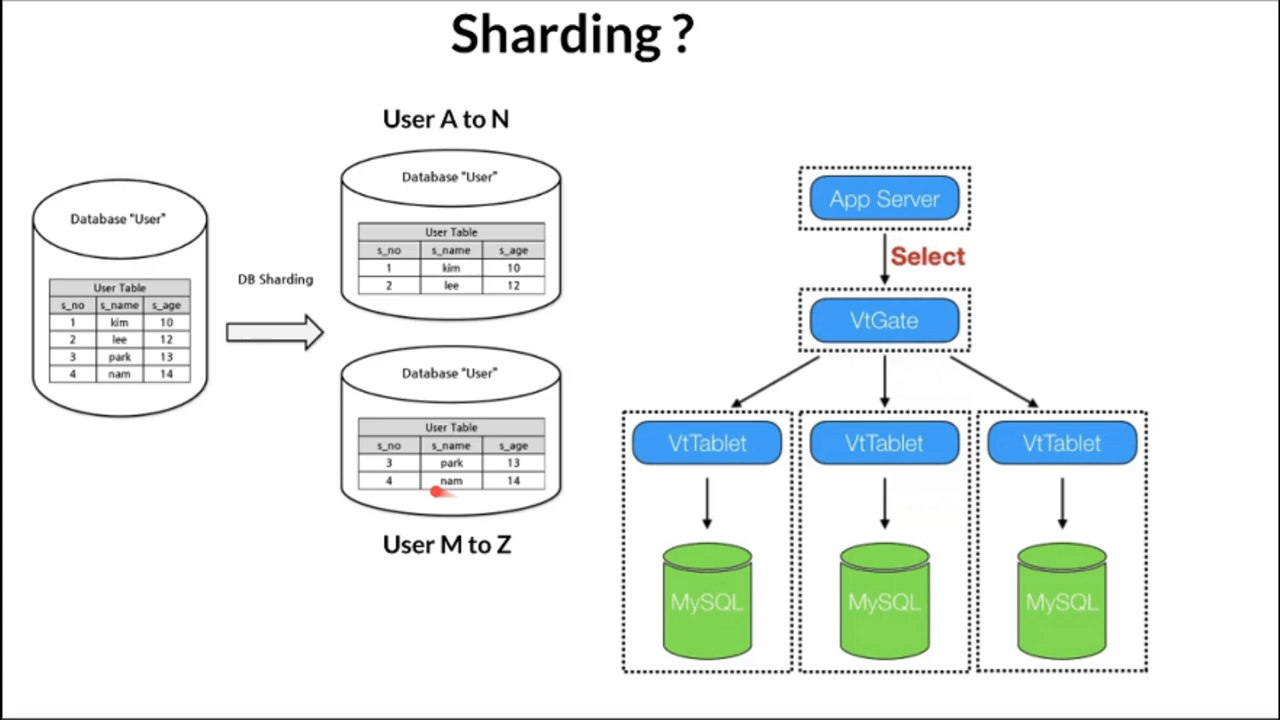 Sharding ?
Database “User”
User Table
s_no s_name s_age
1 kim 10
2 lee 12
3 park 13
4 nam 14
DB Sharding
User A to N
Database “User”
User Table
s_no s_name s_age
1 kim 10
2 lee 12
Database “User”
User Table
s_no s_name s_age
3 park 13
4 nam 14
User M to Z
App Server
Select
VtGate
VtTablet VtTablet VtTablet
MySQL MySQL MySQL